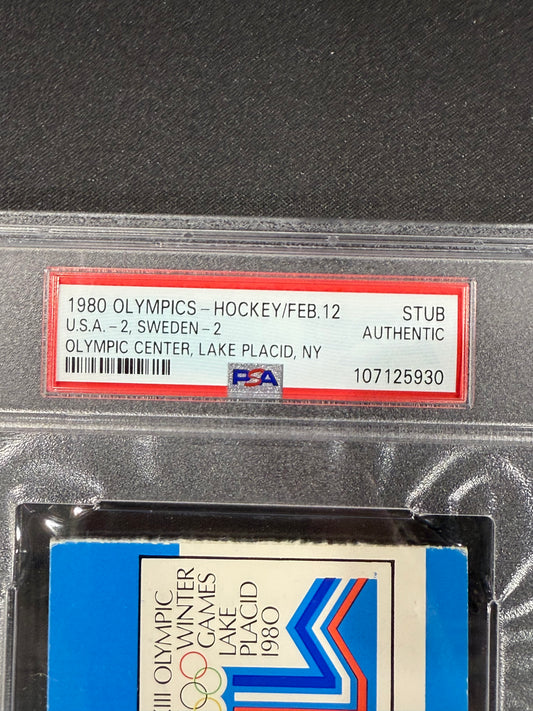 1980 OLYMPICS - HOCKEY/FEB.12
U.S.A. - 2, SWEDEN - 2
OLYMPIC CENTER, LAKE PLACID, NY
STUB
AUTHENTIC
107125930
PSA
III OLYMPIC
WINTER
GAMES
LAKE
PLACID
1980